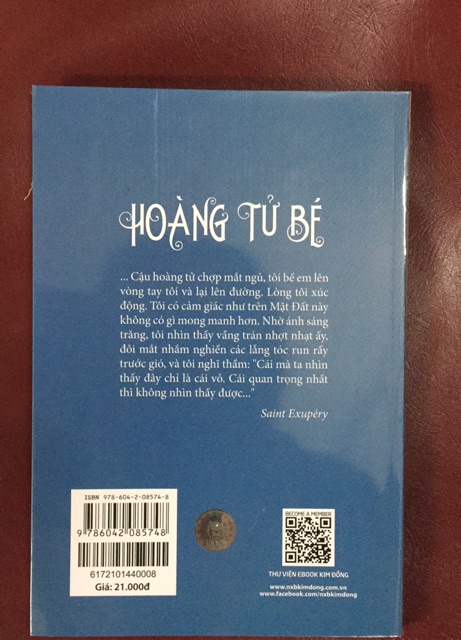 HOÀNG TỬ BÉ
... Cậu hoàng tử chợp mắt ngủ, tôi bế em lên
vòng tay tôi và lại lên đường. Lòng tôi xúc
động. Tôi có cảm giác như trên Mặt Đất này
không có gì mong manh hơn. Nhờ ánh sáng
trăng, tôi nhìn thấy vầng trán nhợt nhạt ấy,
đôi mắt nhắm nghiền các lẵng tóc run rẩy
trước gió, và tôi nghĩ thầm: "Cái mà ta nhìn
thấy đây chỉ là cái vỏ. Cái quan trọng nhất
thì không nhìn thấy được..."
Saint Exupéry
ISBN 978-604-2-08574-8
9 786042 085748
6172101440008
Giá: 21.000đ
BECOME A MEMBER
THƯ VIỆN EBOOK KIM ĐỒNG
www.nxbkimdong.com.vn
www.facebook.com/nxbkimdong